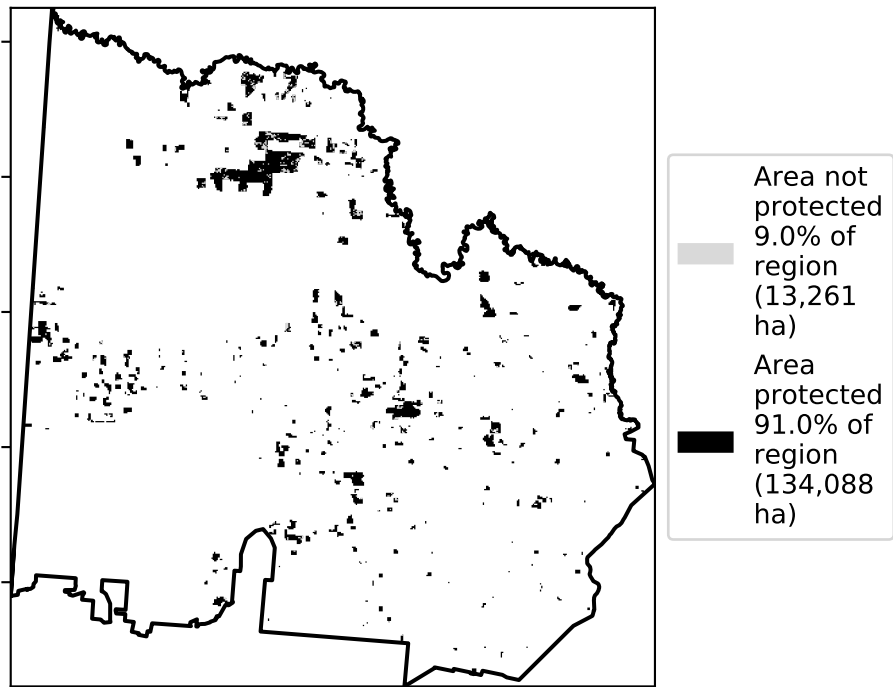 Area not
protected
9.0% of
region
(13,261
ha)
Area
protected
91.0% of
region
(134,088
ha)